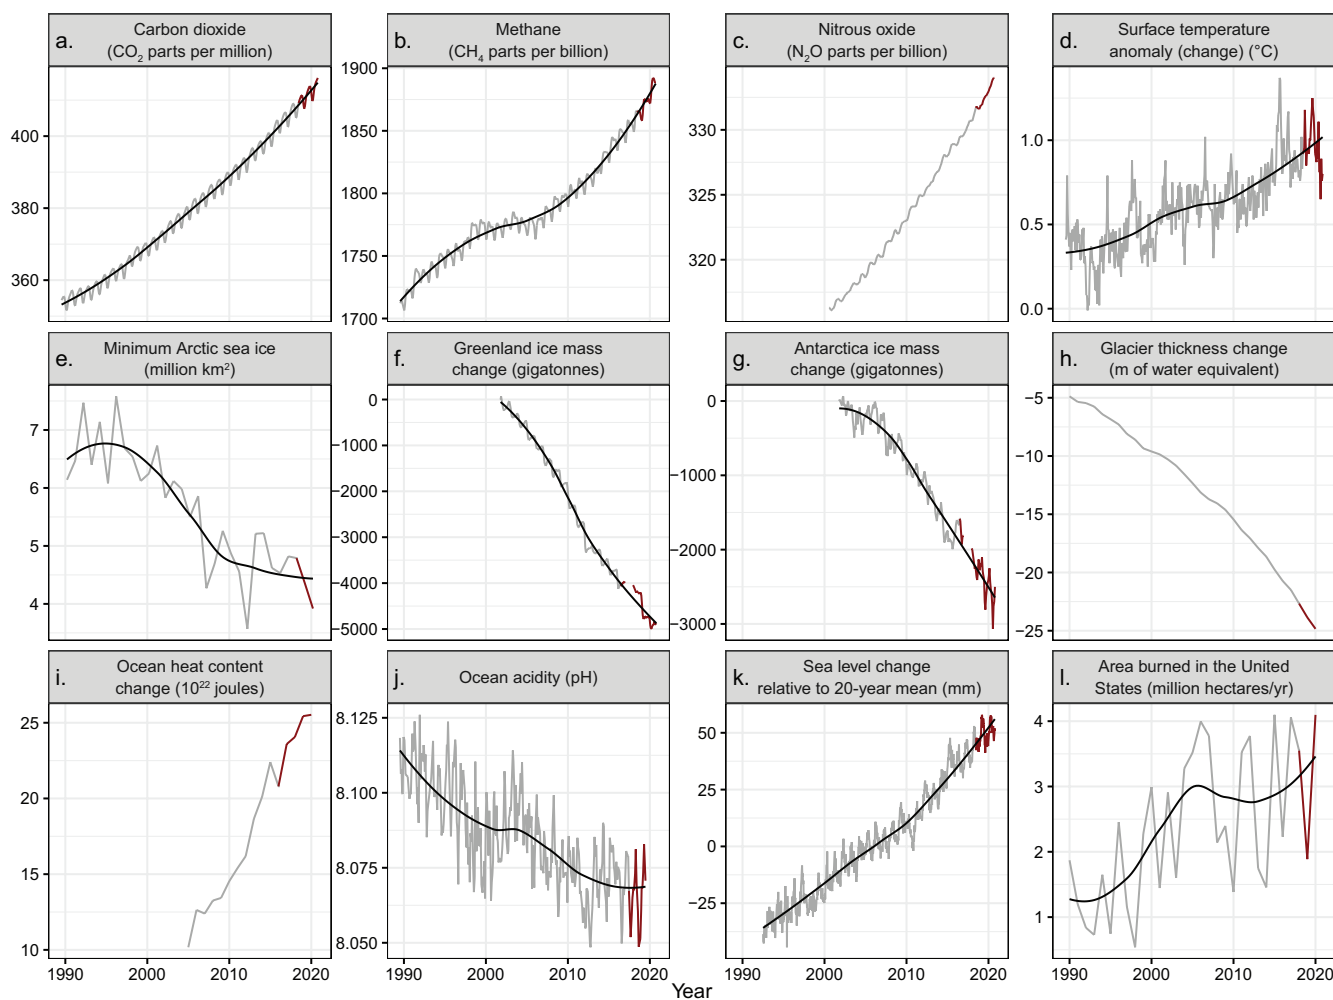 a.
Carbon dioxide
(CO₂ parts per million)
b.
Methane
(CH₄ parts per billion)
c.
Nitrous oxide
(N₂O parts per billion)
d.
Surface temperature
anomaly (change) (°C)
400
380
360
1900
1850
1800
1750
1700
330
325
320
1.0
0.5
0.0
e.
Minimum Arctic sea ice
(million km²)
f.
Greenland ice mass
change (gigatonnes)
g.
Antarctica ice mass
change (gigatonnes)
h.
Glacier thickness change
(m of water equivalent)
7
6
5
4
0
−1000
−2000
−3000
−4000
−5000
0
−1000
−2000
−3000
−5
−10
−15
−20
−25
i.
Ocean heat content
change (10²² joules)
j.
Ocean acidity (pH)
k.
Sea level change
relative to 20-year mean (mm)
l.
Area burned in the United
States (million hectares/yr)
25
20
15
10
8.125
8.100
8.075
8.050
50
25
0
−25
4
3
2
1
1990 2000 2010 2020
1990 2000 2010 2020
1990 2000 2010 2020
1990 2000 2010 2020
Year